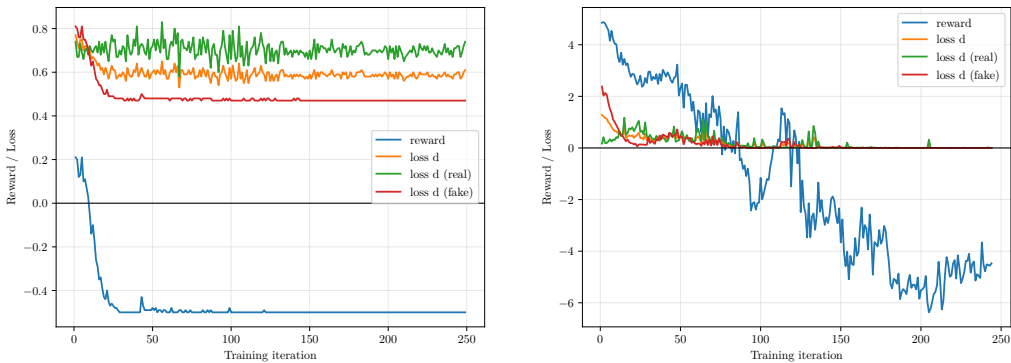 0.8
0.6
0.4
0.2
0.0
−0.2
−0.4
0
50
100
150
200
250
Reward / Loss
Training iteration
reward
loss d
loss d (real)
loss d (fake)
4
2
0
−2
−4
−6
0
50
100
150
200
250
Reward / Loss
Training iteration
reward
loss d
loss d (real)
loss d (fake)